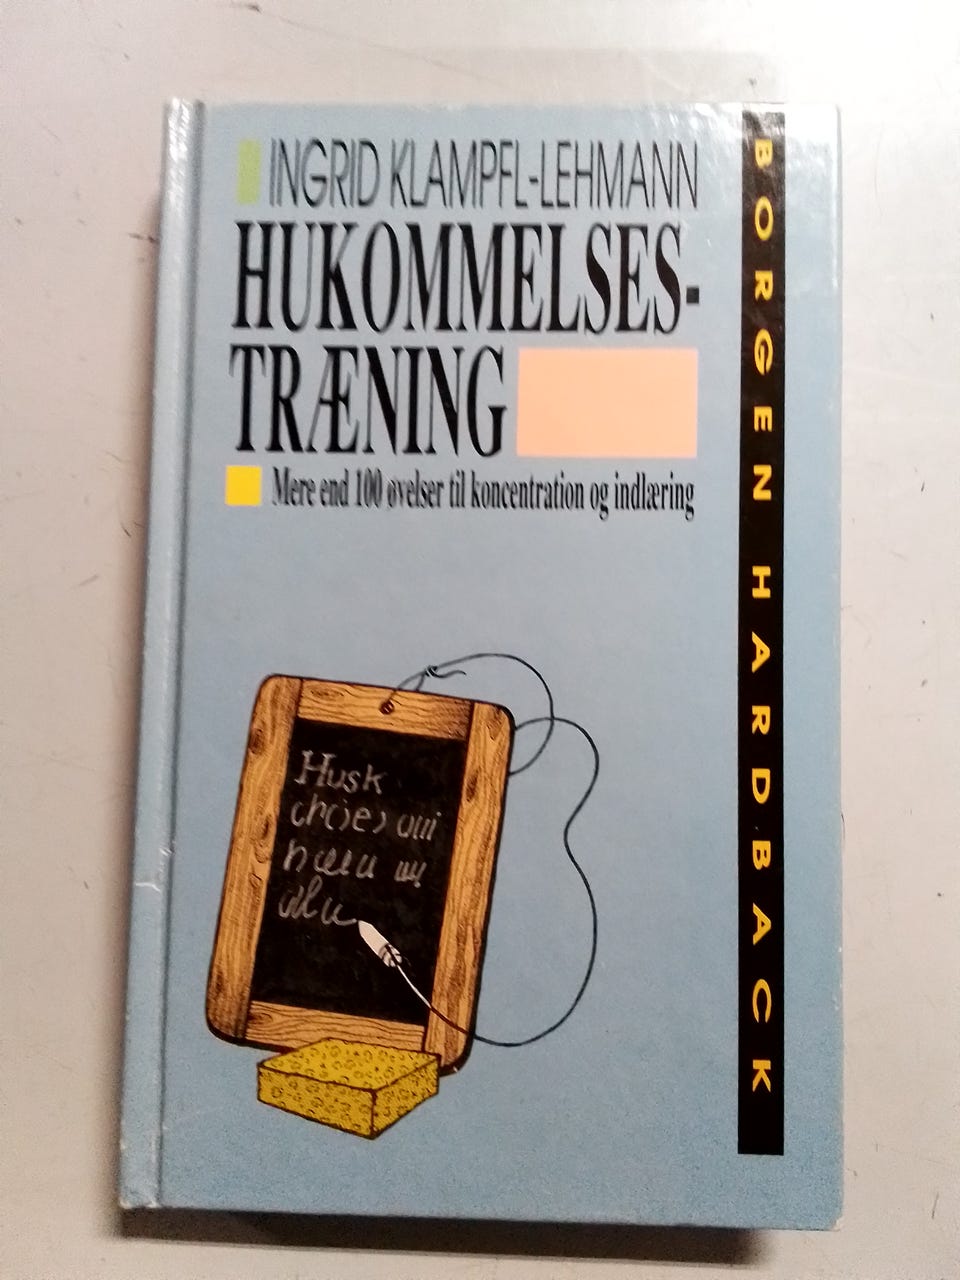 INGRID KLAMPFL-LEHMANN
HUKOMMELSES-
TRÆNING
Mere end 100 øvelser til koncentration og indlæring
BORGEN HARDBACK
Husk